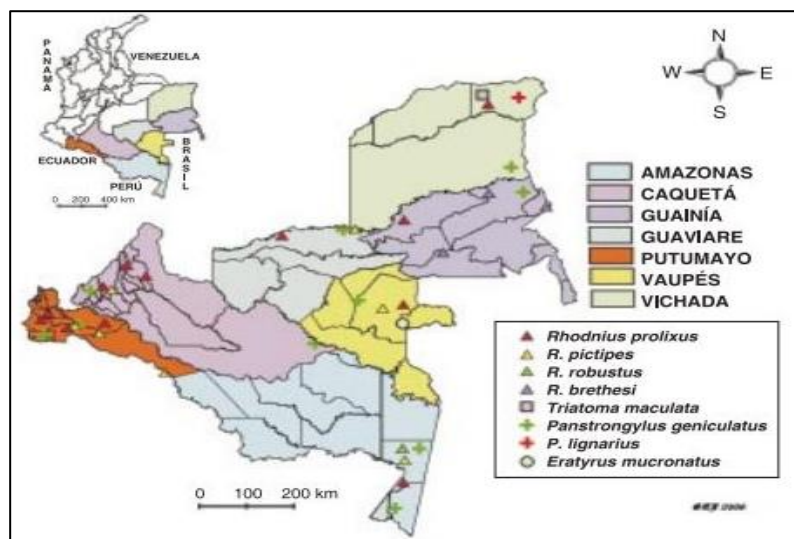 PANAMÁ
VENEZUELA
ECUADOR
PERÚ
BRASIL
0 200 400 km
N
W E
S
AMAZONAS
CAQUETÁ
GUAINÍA
GUAVIARE
PUTUMAYO
VAUPÉS
VICHADA
Rhodnius prolixus
R. pictipes
R. robustus
R. brethesi
Triatoma maculata
Panstrongylus geniculatus
P. lignarius
Eratyrus mucronatus
0 100 200 km